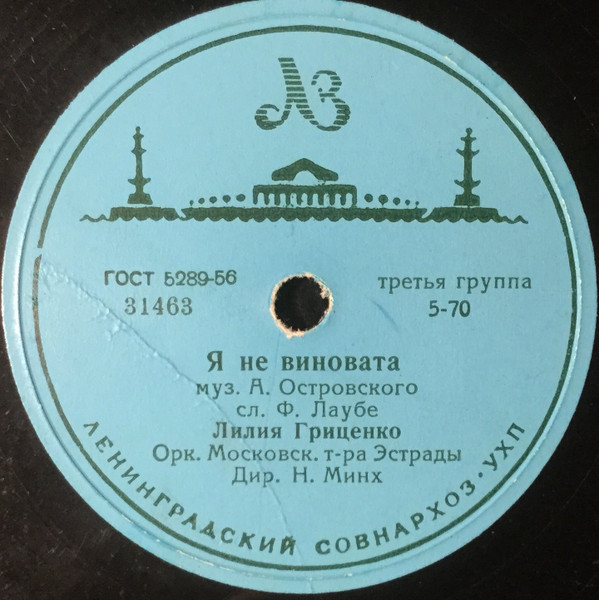 ЛЗ
ГОСТ 5289-56
31463
третья группа
5-70
Я не виновата
муз. А. Островского
сл. Ф. Лаубе
Лилия Гриценко
Орк. Московск. т-ра Эстрады
Дир. Н. Минх
ЛЕНИНГРАДСКИЙ СОВНАРХОЗ · УХП